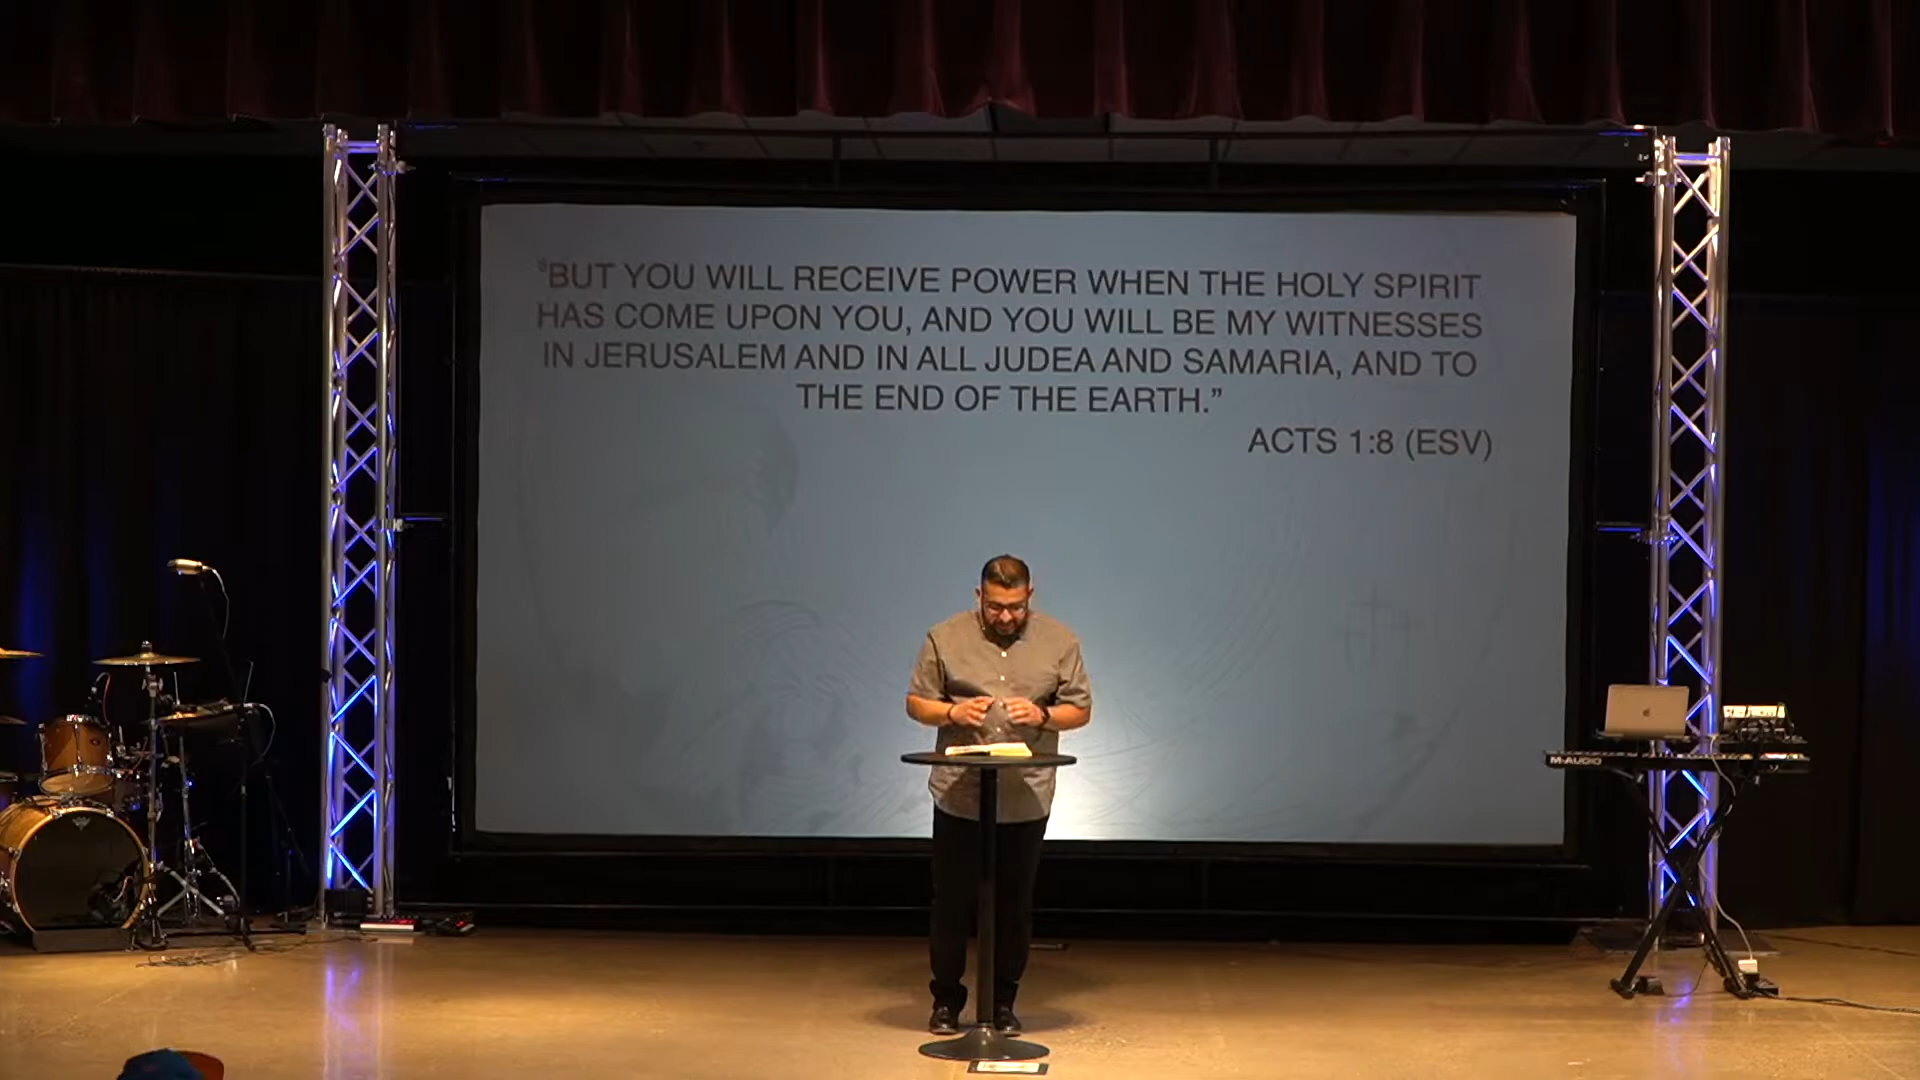 ⁸"BUT YOU WILL RECEIVE POWER WHEN THE HOLY SPIRIT
HAS COME UPON YOU, AND YOU WILL BE MY WITNESSES
IN JERUSALEM AND IN ALL JUDEA AND SAMARIA, AND TO
THE END OF THE EARTH.”
ACTS 1:8 (ESV)
M-AUDIO